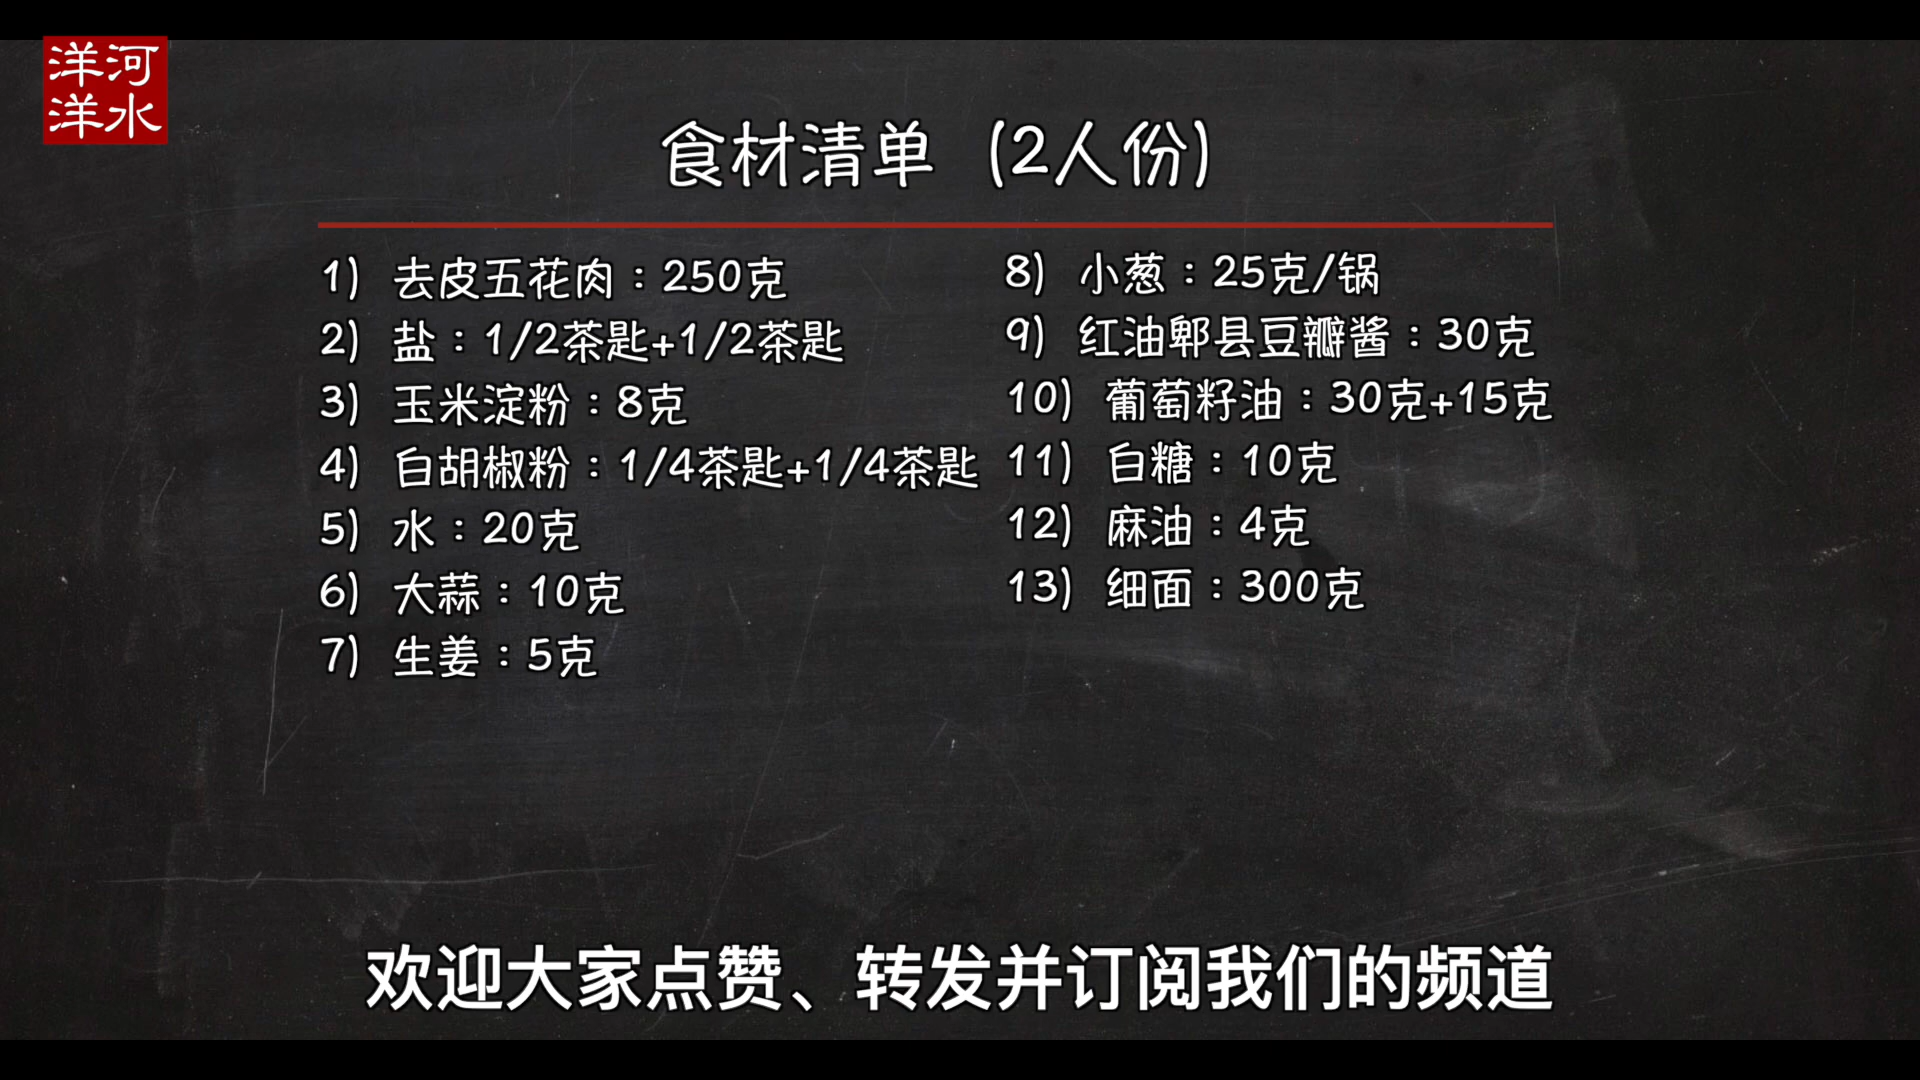 河水
洋洋
食材清单 (2人份)
1) 去皮五花肉:250克
2) 盐:1/2茶匙+1/2茶匙
3) 玉米淀粉:8克
4) 白胡椒粉:1/4茶匙+1/4茶匙
5) 水:20克
6) 大蒜:10克
7) 生姜:5克
8) 小葱:25克/锅
9) 红油郫县豆瓣酱:30克
10) 葡萄籽油:30克+15克
11) 白糖:10克
12) 麻油:4克
13) 细面:300克
欢迎大家点赞、转发并订阅我们的频道